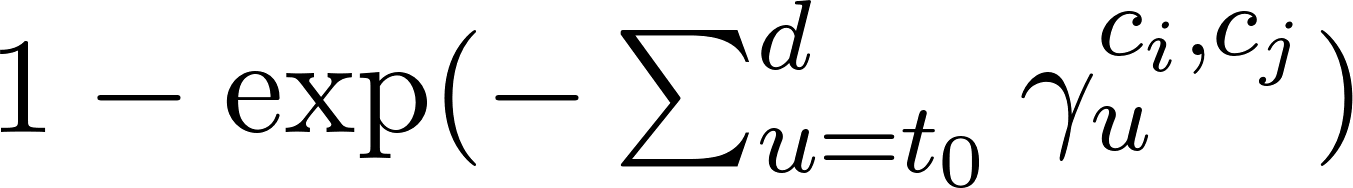 1 − exp(− ∑_{u=t_0}^{d} γ_u^{c_i,c_j})